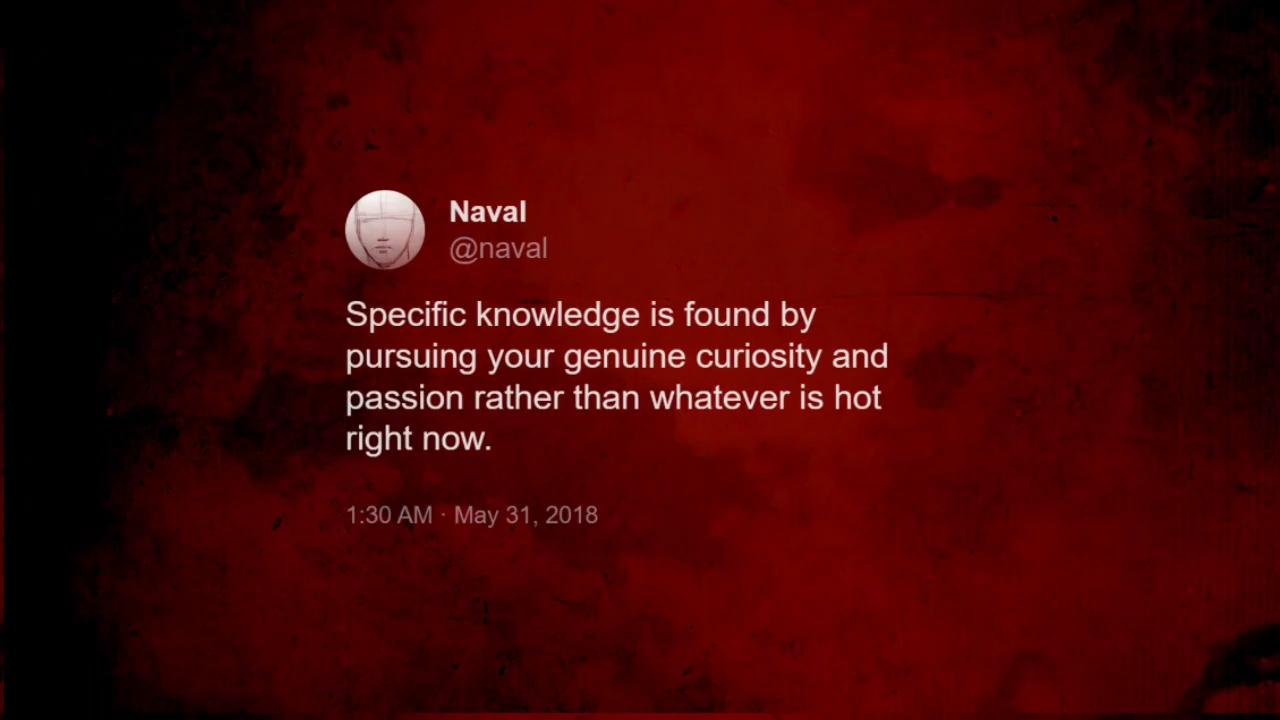 Naval
@naval
Specific knowledge is found by
pursuing your genuine curiosity and
passion rather than whatever is hot
right now.
1:30 AM · May 31, 2018